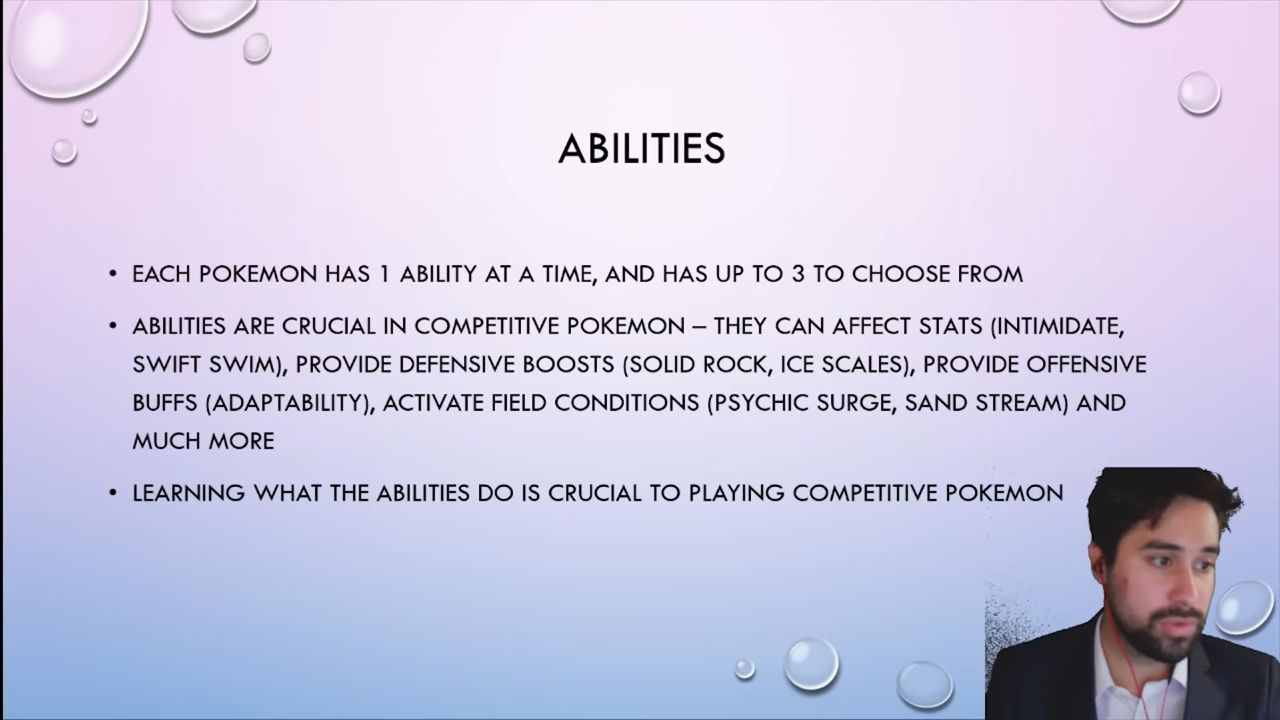 ABILITIES
• EACH POKEMON HAS 1 ABILITY AT A TIME, AND HAS UP TO 3 TO CHOOSE FROM
• ABILITIES ARE CRUCIAL IN COMPETITIVE POKEMON – THEY CAN AFFECT STATS (INTIMIDATE,
SWIFT SWIM), PROVIDE DEFENSIVE BOOSTS (SOLID ROCK, ICE SCALES), PROVIDE OFFENSIVE
BUFFS (ADAPTABILITY), ACTIVATE FIELD CONDITIONS (PSYCHIC SURGE, SAND STREAM) AND
MUCH MORE
• LEARNING WHAT THE ABILITIES DO IS CRUCIAL TO PLAYING COMPETITIVE POKEMON